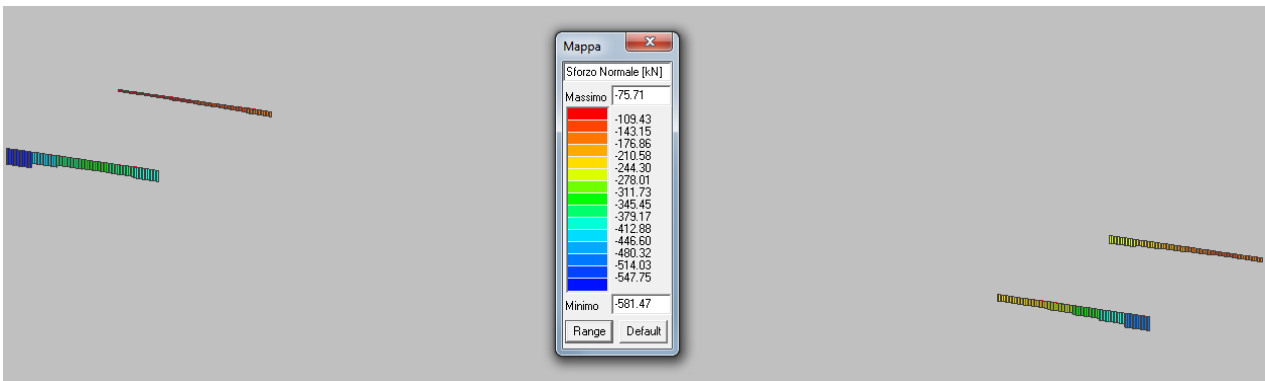 Mappa
Sforzo Normale [kN]
Massimo -75.71
-109.43
-143.15
-176.86
-210.58
-244.30
-278.01
-311.73
-345.45
-379.17
-412.88
-446.60
-480.32
-514.03
-547.75
Minimo -581.47
Range Default